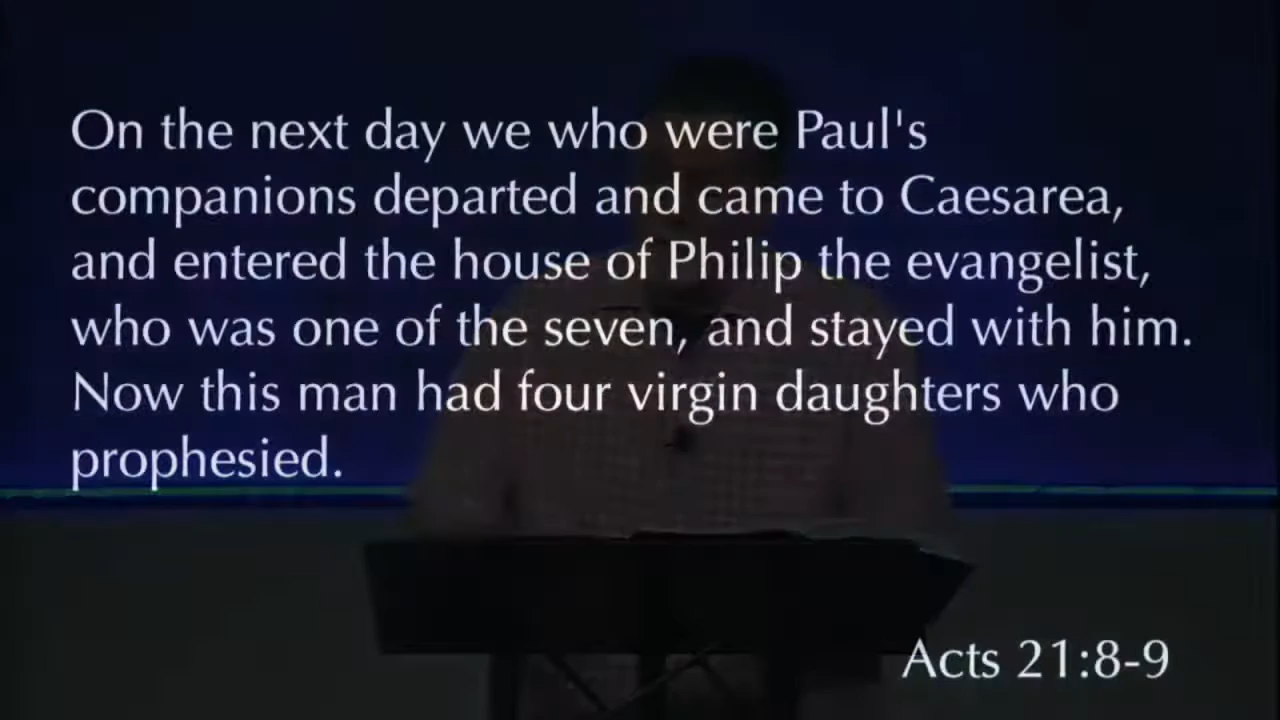 On the next day we who were Paul's
companions departed and came to Caesarea,
and entered the house of Philip the evangelist,
who was one of the seven, and stayed with him.
Now this man had four virgin daughters who
prophesied.
Acts 21:8-9